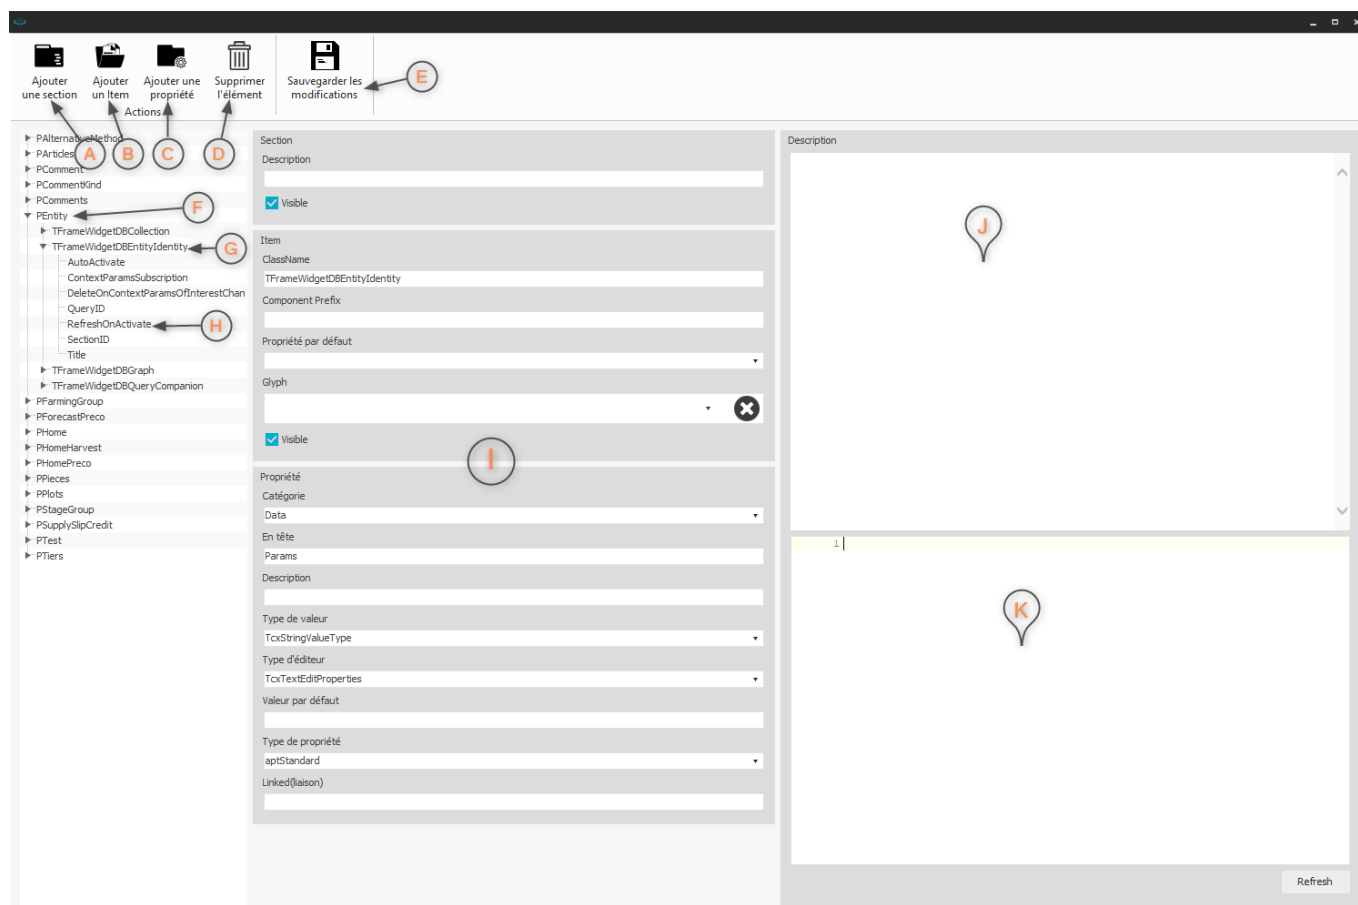 Ajouter
une section
Ajouter
un Item
Ajouter une
propriété
Supprimer
l'élément
Sauvegarder les
modifications
Actions
E
A
B
C
D
PAlternativeMethod
PArticles
PComment
PCommentKind
PComments
PEntity
F
TFrameWidgetDBCollection
TFrameWidgetDBEntityIdentity
G
AutoActivate
ContextParamsSubscription
DeleteOnContextParamsOfInterestChan
QueryID
RefreshOnActivate
H
SectionID
Title
TFrameWidgetDBGraph
TFrameWidgetDBQueryCompanion
PFarmingGroup
PForecastPreco
PHome
PHomeHarvest
PHomePreco
PPieces
PPlots
PStageGroup
PSupplySlipCredit
PTest
PTiers
Section
Description
Visible
Item
ClassName
TFrameWidgetDBEntityIdentity
Component Prefix
Propriété par défaut
Glyph
Visible
I
Propriété
Catégorie
Data
En tête
Params
Description
Type de valeur
TcxStringValueType
Type d'éditeur
TcxTextEditProperties
Valeur par défaut
Type de propriété
aptStandard
Linked(liaison)
Description
J
1
K
Refresh